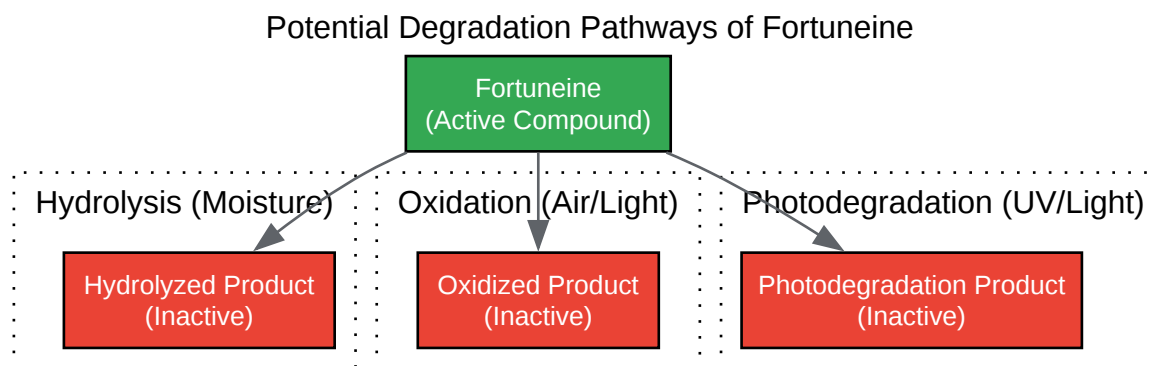 Potential Degradation Pathways of Fortuneine
Fortuneine
(Active Compound)
Hydrolysis (Moisture)
Oxidation (Air/Light)
Photodegradation (UV/Light)
Hydrolyzed Product
(Inactive)
Oxidized Product
(Inactive)
Photodegradation Product
(Inactive)